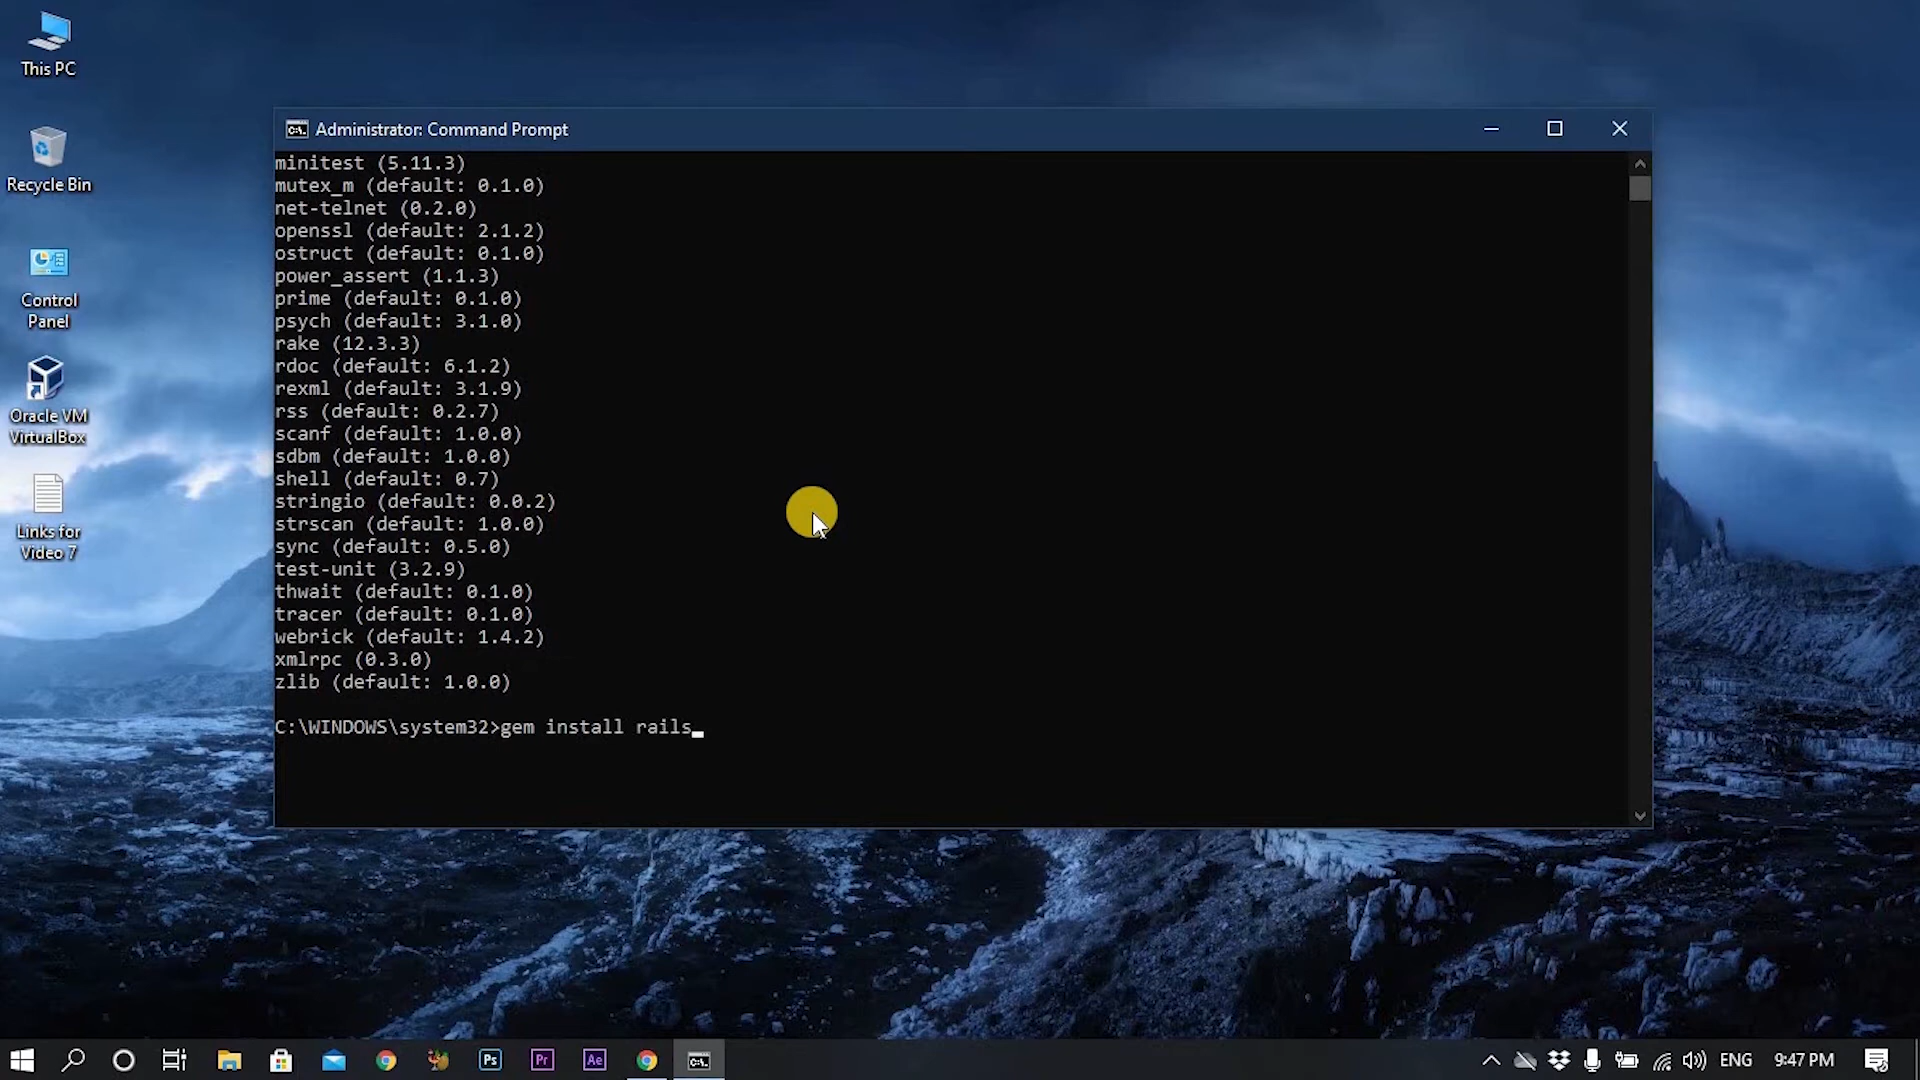 This PC
Recycle Bin
Control
Panel
Oracle VM
VirtualBox
Links for
Video 7
C:\. Administrator: Command Prompt
minitest (5.11.3)
mutex_m (default: 0.1.0)
net-telnet (0.2.0)
openssl (default: 2.1.2)
ostruct (default: 0.1.0)
power_assert (1.1.3)
prime (default: 0.1.0)
psych (default: 3.1.0)
rake (12.3.3)
rdoc (default: 6.1.2)
rexml (default: 3.1.9)
rss (default: 0.2.7)
scanf (default: 1.0.0)
sdbm (default: 1.0.0)
shell (default: 0.7)
stringio (default: 0.0.2)
strscan (default: 1.0.0)
sync (default: 0.5.0)
test-unit (3.2.9)
thwait (default: 0.1.0)
tracer (default: 0.1.0)
webrick (default: 1.4.2)
xmlrpc (0.3.0)
zlib (default: 1.0.0)
C:\WINDOWS\system32>gem install rails_
Ps Pr Ae C:\. ENG 9:47 PM